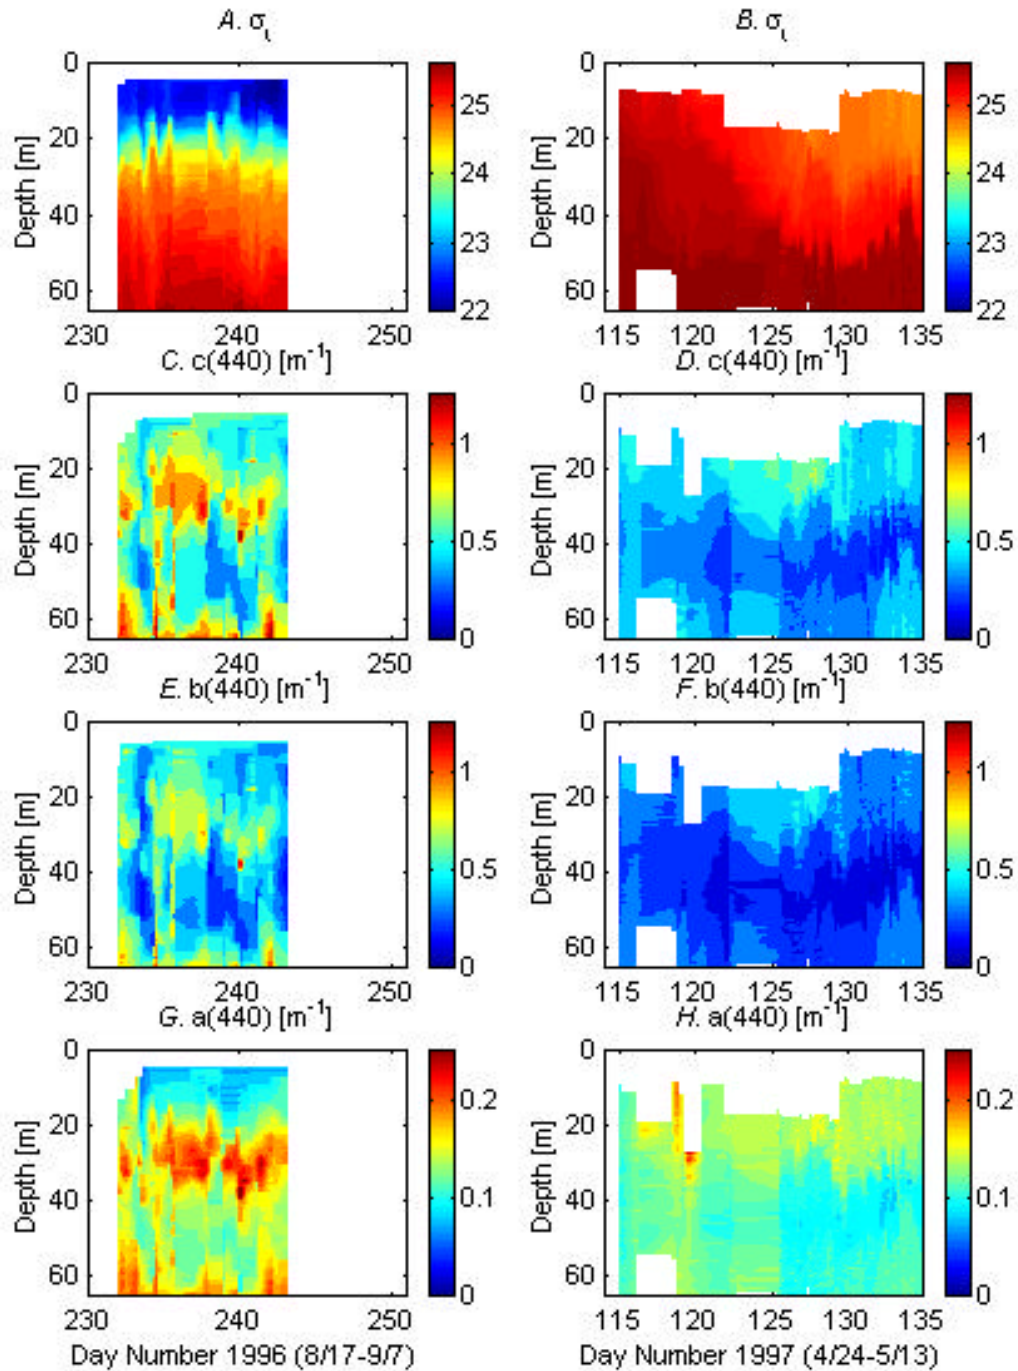 A. σt
B. σt
0
20
40
60
Depth [m]
230 240 250
25
24
23
22
0
20
40
60
Depth [m]
115 120 125 130 135
25
24
23
22
C. c(440) [m-1]
D. c(440) [m-1]
0
20
40
60
Depth [m]
230 240 250
1
0.5
0
0
20
40
60
Depth [m]
115 120 125 130 135
1
0.5
0
E. b(440) [m-1]
F. b(440) [m-1]
0
20
40
60
Depth [m]
230 240 250
1
0.5
0
0
20
40
60
Depth [m]
115 120 125 130 135
1
0.5
0
G. a(440) [m-1]
H. a(440) [m-1]
0
20
40
60
Depth [m]
230 240 250
0.2
0.1
0
0
20
40
60
Depth [m]
115 120 125 130 135
0.2
0.1
0
Day Number 1996 (8/17-9/7)
Day Number 1997 (4/24-5/13)